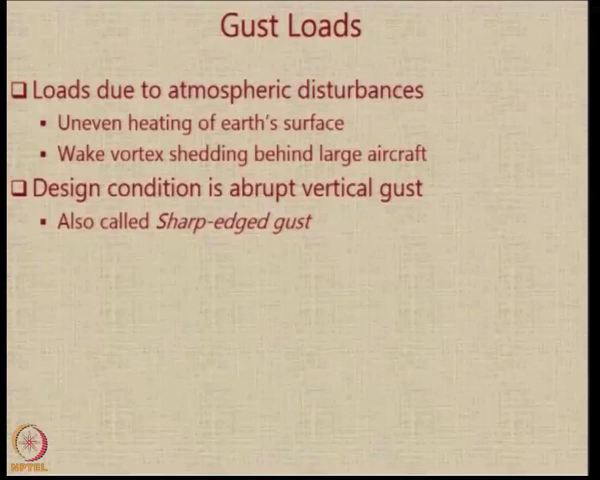 Gust Loads
Loads due to atmospheric disturbances
Uneven heating of earth's surface
Wake vortex shedding behind large aircraft
Design condition is abrupt vertical gust
Also called Sharp-edged gust
NPTEL